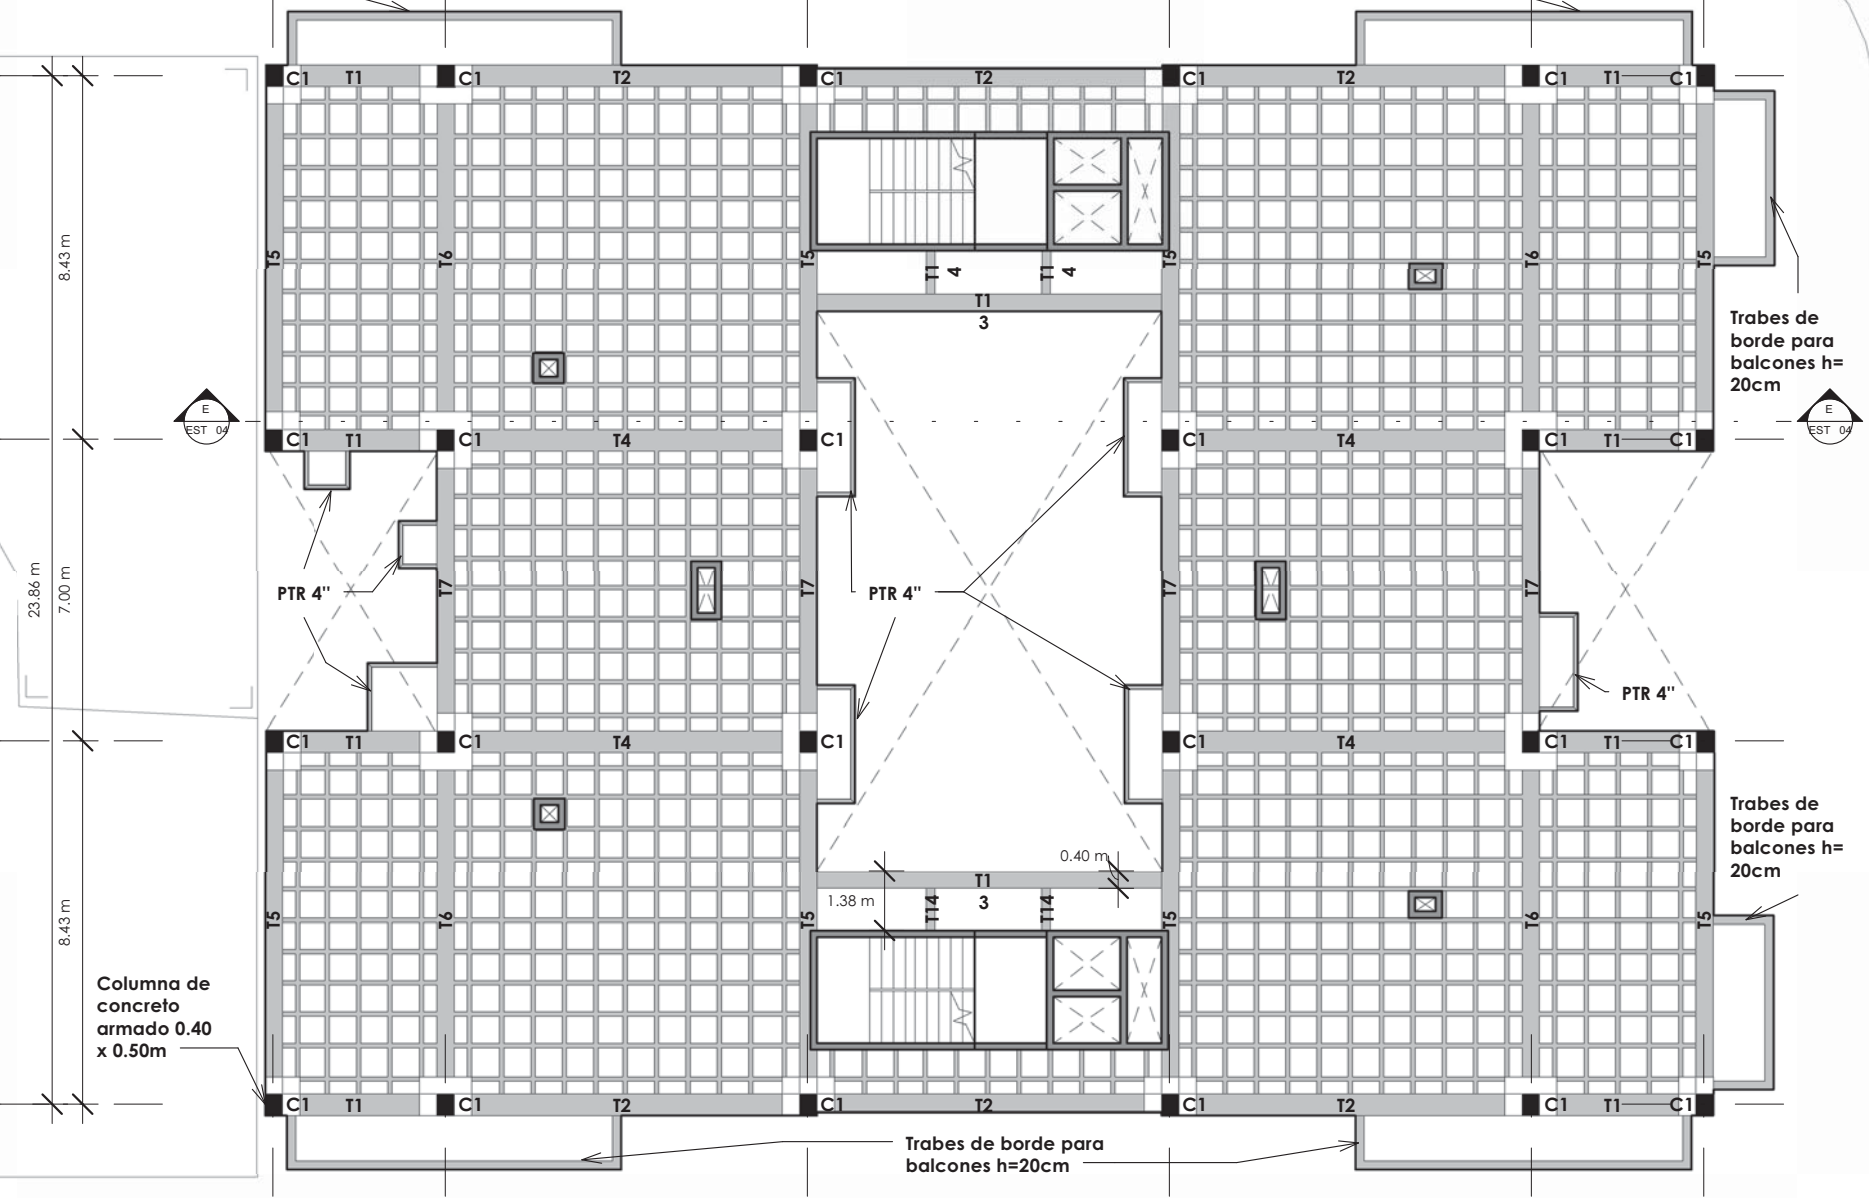 C1 T1 C1 T2 C1 T2 C1 T2 C1 T1 C1
8.43 m
T5 T6 T5 T5 T6 T5
T1
4
T1
4
T1
3
Trabes de
borde para
balcones h=
20cm
E
EST 04
E
EST 04
C1 T1 C1 T4 C1 C1 T4 C1 T1 C1
23.86 m
7.00 m
PTR 4"
T7
T7
PTR 4"
T7
T7
PTR 4"
C1 T1 C1 T4 C1 C1 T4 C1 T1 C1
Trabes de
borde para
balcones h=
20cm
0.40 m
1.38 m
T1
3
T14
T14
8.43 m
T5 T6 T5 T5 T6 T5
Columna de
concreto
armado 0.40
x 0.50m
C1 T1 C1 T2 C1 T2 C1 T2 C1 T1 C1
Trabes de borde para
balcones h=20cm